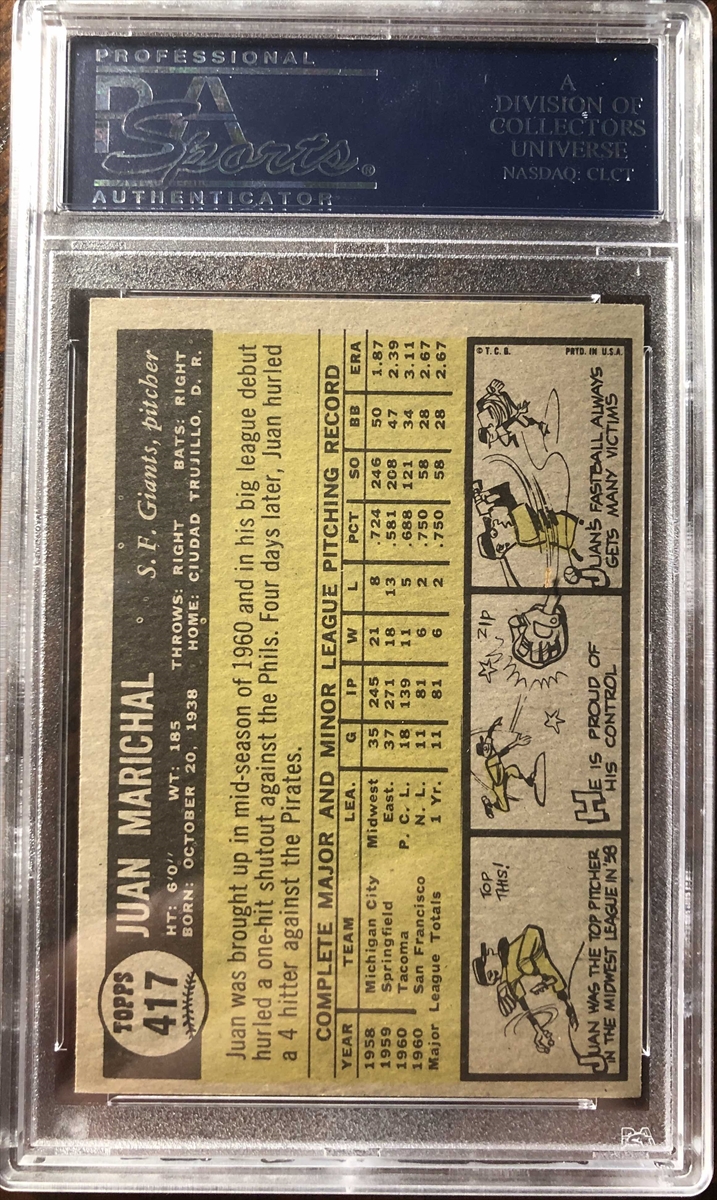 PROFESSIONAL
PSA
Sports®
AUTHENTICATOR
A
DIVISION OF
COLLECTORS
UNIVERSE
NASDAQ: CLCT
TOPPS
417
JUAN MARICHAL S. F. Giants, pitcher
HT: 6'0" WT: 185 THROWS: RIGHT BATS: RIGHT
BORN: OCTOBER 20, 1938 HOME: CIUDAD TRUJILLO, D. R.
Juan was brought up in mid-season of 1960 and in his big league debut
hurled a one-hit shutout against the Phils. Four days later, Juan hurled
a 4 hitter against the Pirates.
COMPLETE MAJOR AND MINOR LEAGUE PITCHING RECORD
YEAR TEAM LEA. G IP W L PCT SO BB ERA
1958 Michigan City Midwest 35 245 21 8 .724 246 50 1.87
1959 Springfield East. 37 271 18 13 .581 208 47 2.39
1960 Tacoma P. C. L. 18 139 11 5 .688 121 34 3.11
1960 San Francisco N. L. 11 81 6 2 .750 58 28 2.67
Major League Totals 1 Yr. 11 81 6 2 .750 58 28 2.67
TOP
THIS!
JUAN WAS THE TOP PITCHER
IN THE MIDWEST LEAGUE IN '58
ZIP
HE IS PROUD OF
HIS CONTROL
© T. C. G. PRTD. IN U.S.A.
JUAN'S FASTBALL ALWAYS
GETS MANY VICTIMS
PSA